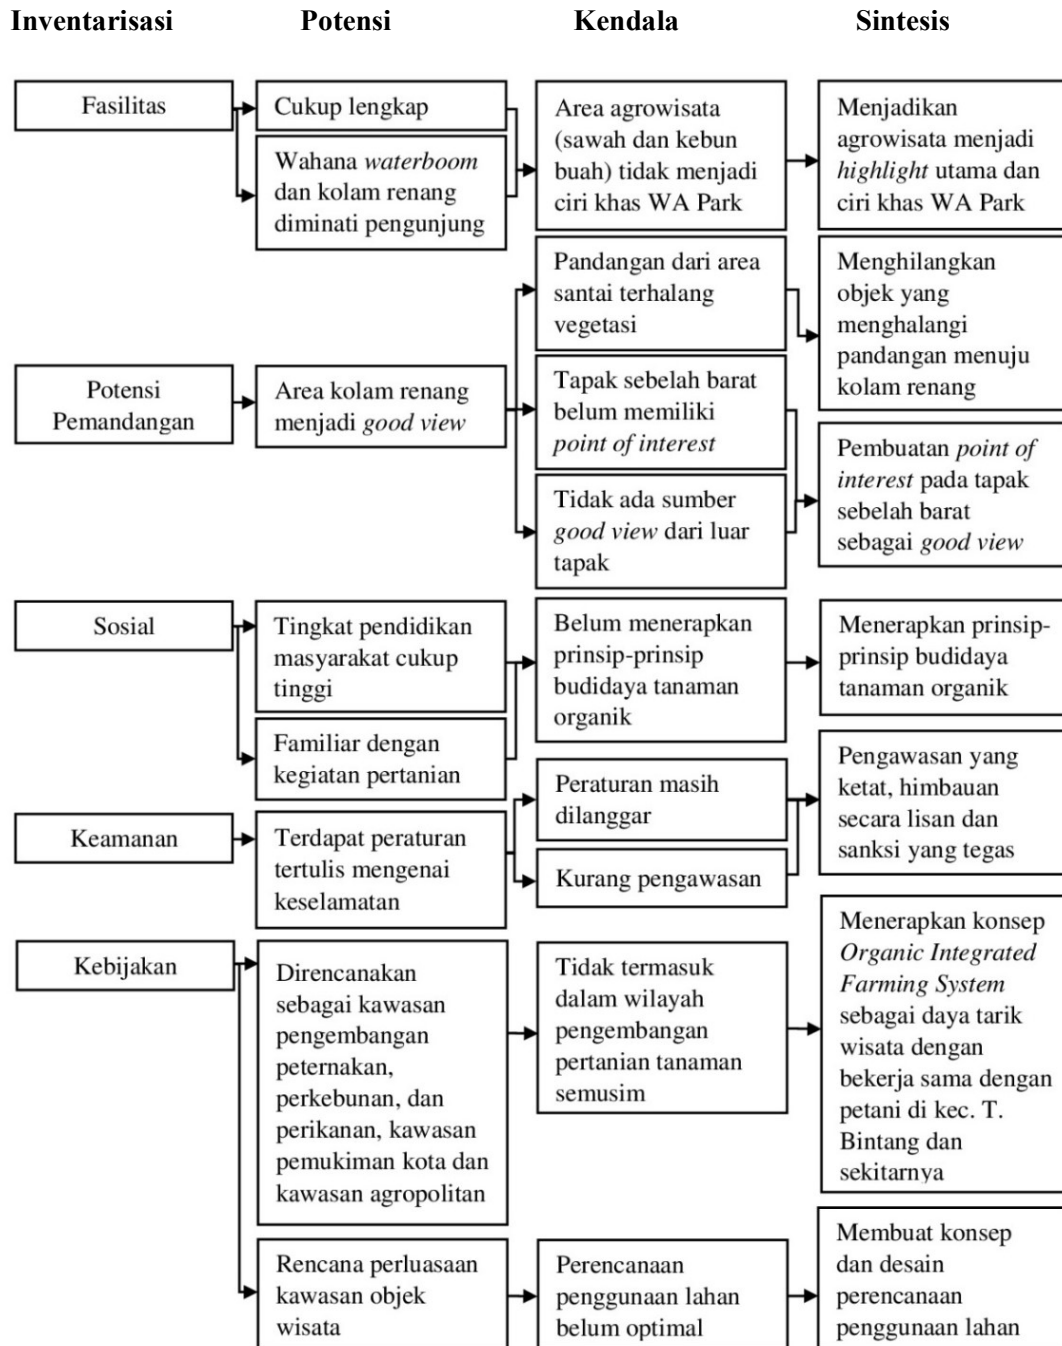 Inventarisasi Potensi Kendala Sintesis
Fasilitas
Cukup lengkap
Wahana waterboom
dan kolam renang
diminati pengunjung
Area agrowisata
(sawah dan kebun
buah) tidak menjadi
ciri khas WA Park
Menjadikan
agrowisata menjadi
highlight utama dan
ciri khas WA Park
Potensi
Pemandangan
Area kolam renang
menjadi good view
Pandangan dari area
santai terhalang
vegetasi
Tapak sebelah barat
belum memiliki
point of interest
Tidak ada sumber
good view dari luar
tapak
Menghilangkan
objek yang
menghalangi
pandangan menuju
kolam renang
Pembuatan point of
interest pada tapak
sebelah barat
sebagai good view
Sosial
Tingkat pendidikan
masyarakat cukup
tinggi
Familiar dengan
kegiatan pertanian
Belum menerapkan
prinsip-prinsip
budidaya tanaman
organik
Menerapkan prinsip-
prinsip budidaya
tanaman organik
Keamanan
Terdapat peraturan
tertulis mengenai
keselamatan
Peraturan masih
dilanggar
Kurang pengawasan
Pengawasan yang
ketat, himbauan
secara lisan dan
sanksi yang tegas
Kebijakan
Direncanakan
sebagai kawasan
pengembangan
peternakan,
perkebunan, dan
perikanan, kawasan
pemukiman kota dan
kawasan agropolitan
Tidak termasuk
dalam wilayah
pengembangan
pertanian tanaman
semusim
Menerapkan konsep
Organic Integrated
Farming System
sebagai daya tarik
wisata dengan
bekerja sama dengan
petani di kec. T.
Bintang dan
sekitarnya
Rencana perluasaan
kawasan objek
wisata
Perencanaan
penggunaan lahan
belum optimal
Membuat konsep
dan desain
perencanaan
penggunaan lahan